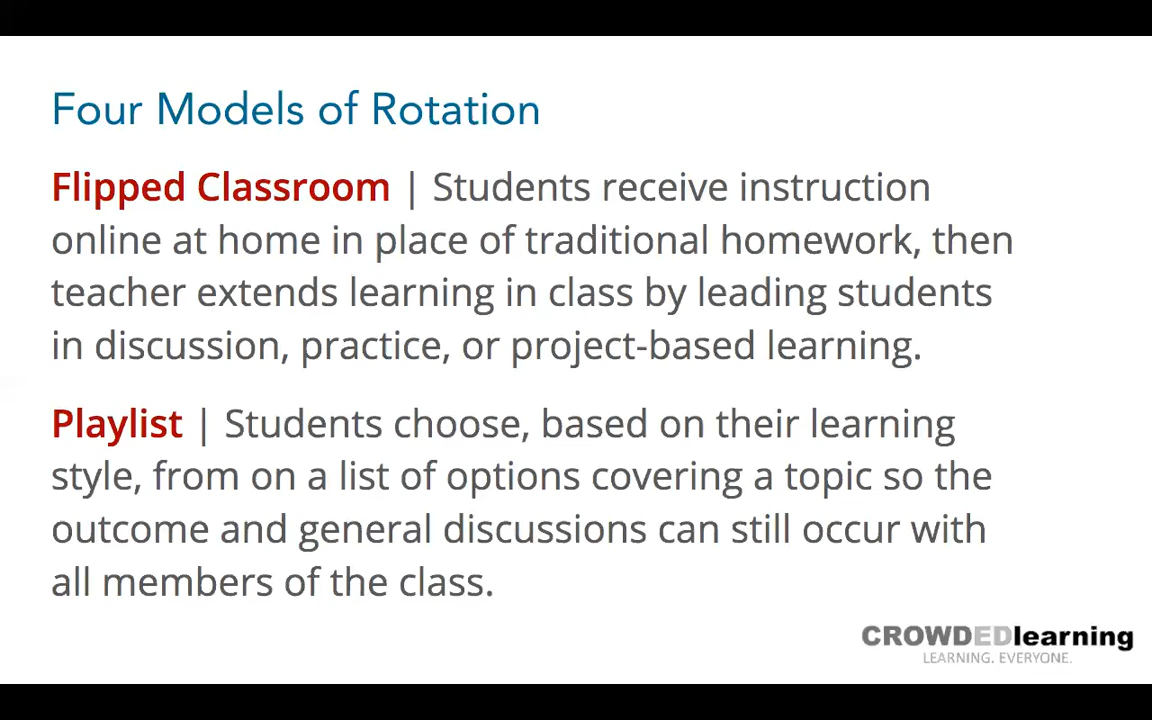 Four Models of Rotation
Flipped Classroom | Students receive instruction
online at home in place of traditional homework, then
teacher extends learning in class by leading students
in discussion, practice, or project-based learning.
Playlist | Students choose, based on their learning
style, from on a list of options covering a topic so the
outcome and general discussions can still occur with
all members of the class.
CROWDEDlearning
LEARNING. EVERYONE.